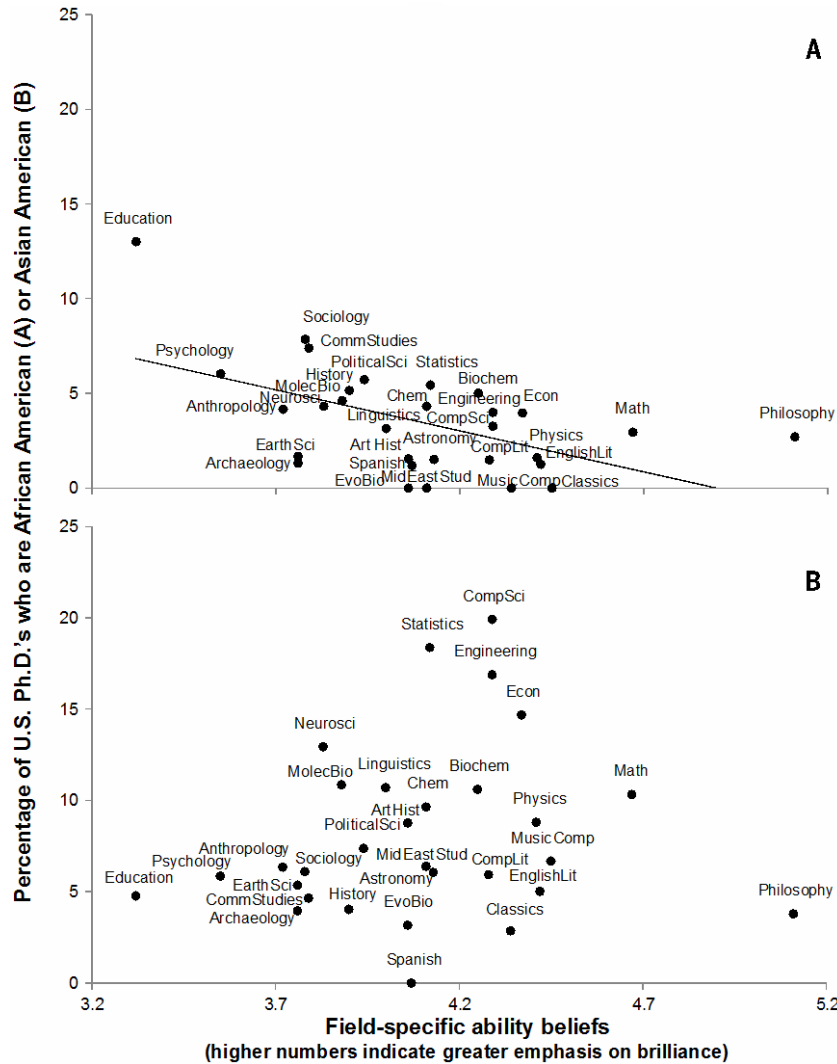 Percentage of U.S. Ph.D.'s who are African American (A) or Asian American (B)
25
A
20
15
Education
10
Sociology
CommStudies
Psychology
PoliticalSci
Statistics
History
Biochem
MolecBio
5
Neurosci
Chem
Engineering
Econ
Anthropology
Linguistics
CompSci
Math
Philosophy
Astronomy
Physics
EarthSci
Art Hist
CompLit
EnglishLit
Archaeology
Spanish
EvoBio
MidEastStud
MusicComp
Classics
0
25
B
CompSci
20
Statistics
Engineering
Econ
15
Neurosci
MolecBio
Linguistics
Biochem
Chem
Math
10
ArtHist
Physics
PoliticalSci
MusicComp
Anthropology
Sociology
MidEastStud
CompLit
Psychology
Education
EarthSci
Astronomy
EnglishLit
5
CommStudies
History
EvoBio
Classics
Philosophy
Archaeology
Spanish
0
3.2
3.7
4.2
4.7
5.2
Field-specific ability beliefs
(higher numbers indicate greater emphasis on brilliance)